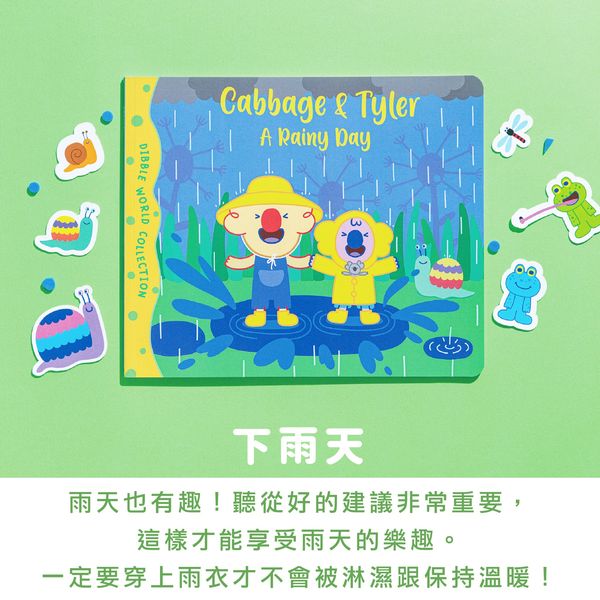 Cabbage & Tyler
A Rainy Day
DIBBLE WORLD COLLECTION
下雨天
雨天也有趣！聽從好的建議非常重要，
這樣才能享受雨天的樂趣。
一定要穿上雨衣才不會被淋濕跟保持溫暖！